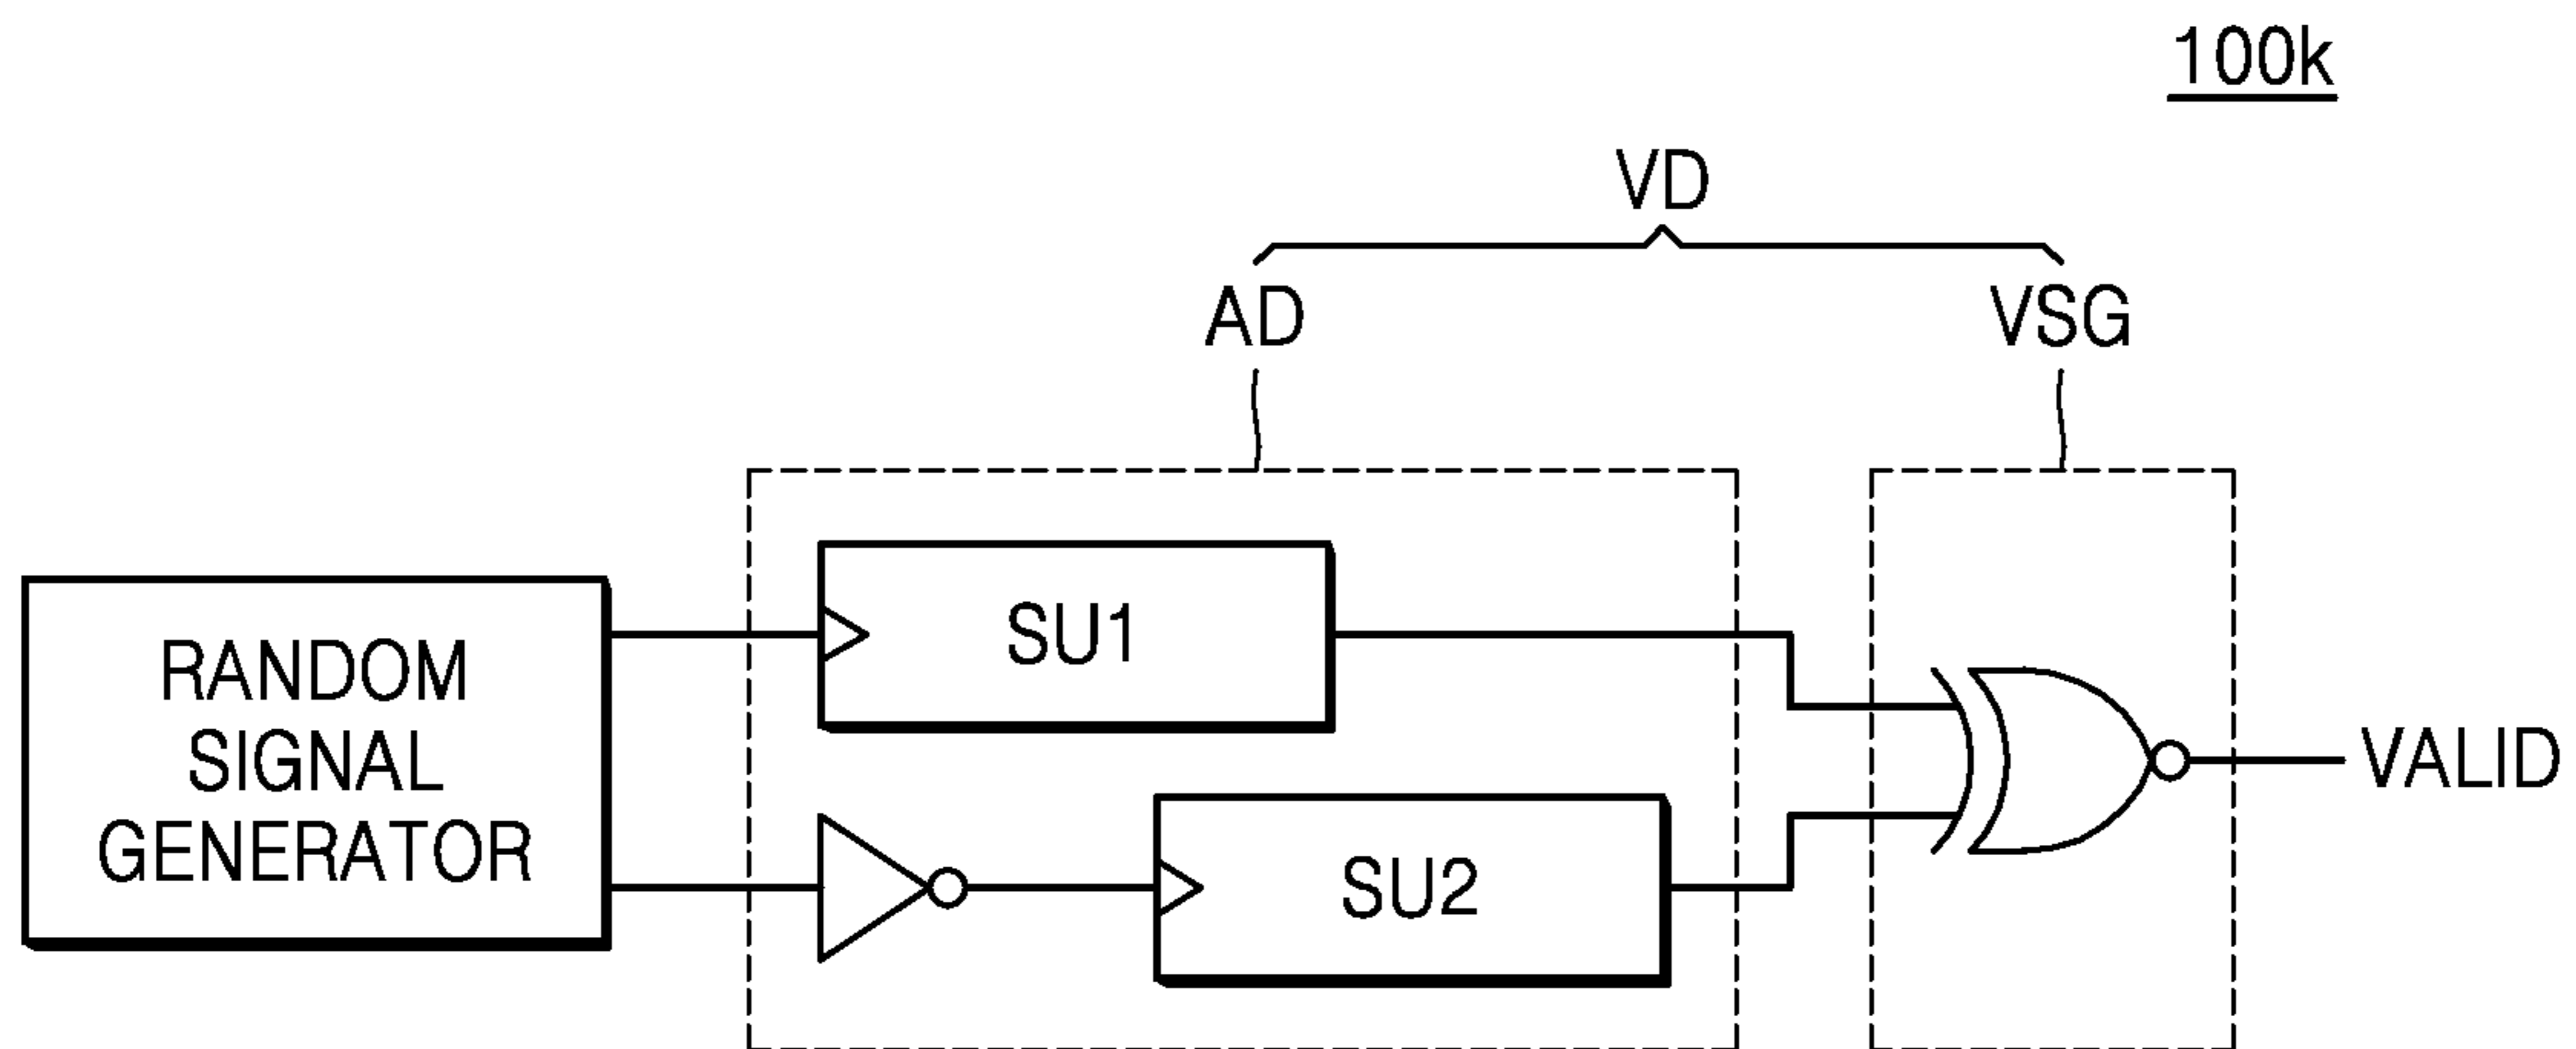 100k
VD
AD
VSG
RANDOM
SIGNAL
GENERATOR
SU1
SU2
VALID